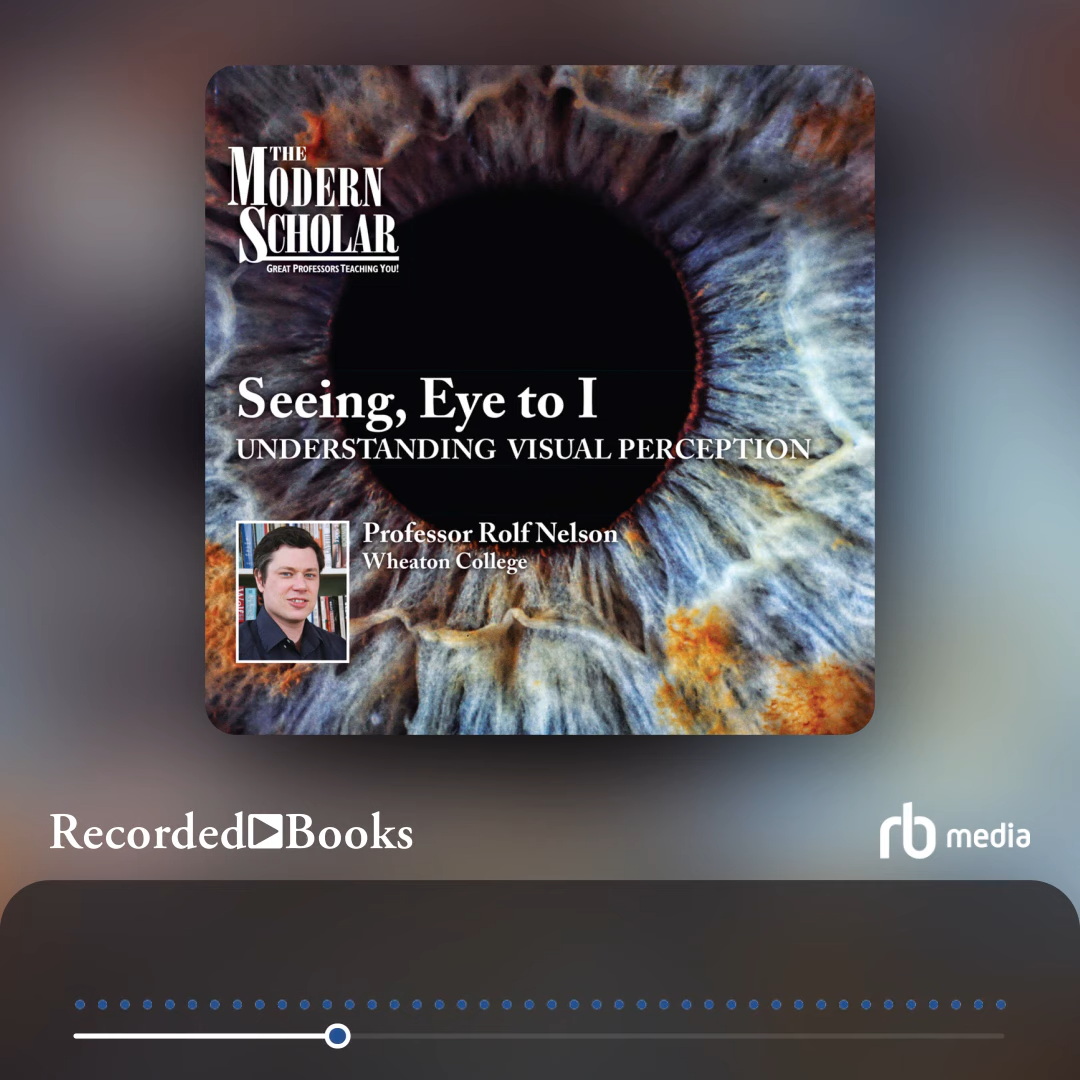 THE
MODERN
SCHOLAR
GREAT PROFESSORS TEACHING YOU!
Seeing, Eye to I
UNDERSTANDING VISUAL PERCEPTION
Professor Rolf Nelson
Wheaton College
Recorded Books
rb media